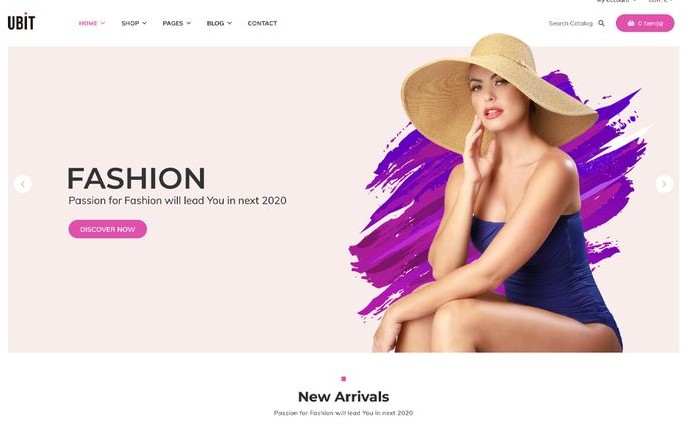 My Account
UBiT
HOME
SHOP
PAGES
BLOG
CONTACT
Search Catalog
0 item(s)
FASHION
Passion for Fashion will lead You in next 2020
DISCOVER NOW
New Arrivals
Passion for Fashion will lead You in next 2020